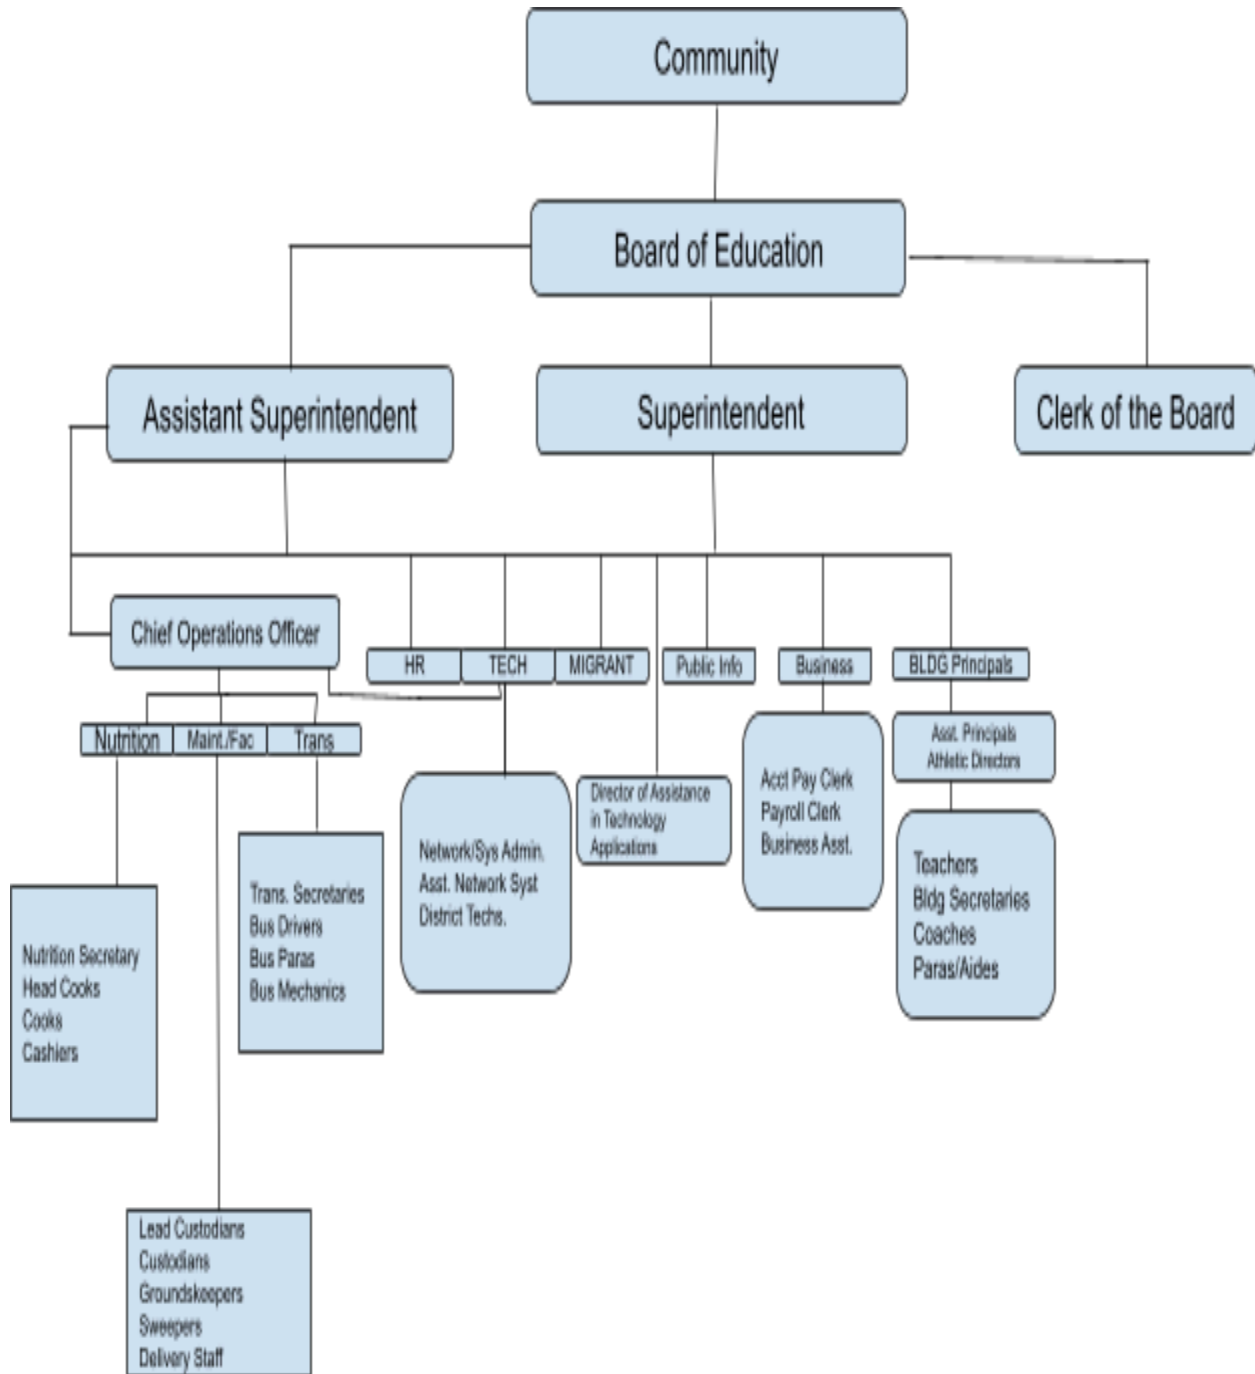 Community
Board of Education
Assistant Superintendent
Superintendent
Clerk of the Board
Chief Operations Officer
HR
TECH
MIGRANT
Public Info
Business
BLDG Principals
Nutrition
Maint./Fac
Trans
Asst. Principals
Athletic Directors
Acct Pay Clerk
Payroll Clerk
Business Asst.
Director of Assistance
in Technology
Applications
Network/Sys Admin.
Asst. Network Syst
District Techs.
Teachers
Bldg Secretaries
Coaches
Paras/Aides
Trans. Secretaries
Bus Drivers
Bus Paras
Bus Mechanics
Nutrition Secretary
Head Cooks
Cooks
Cashiers
Lead Custodians
Custodians
Groundskeepers
Sweepers
Delivery Staff